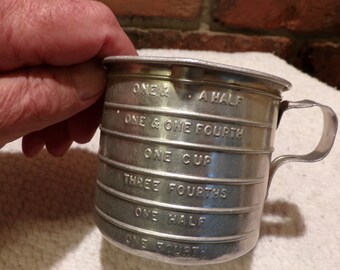 ONE & A HALF
ONE & ONE FOURTH
ONE CUP
THREE FOURTHS
ONE HALF
ONE FOURTH